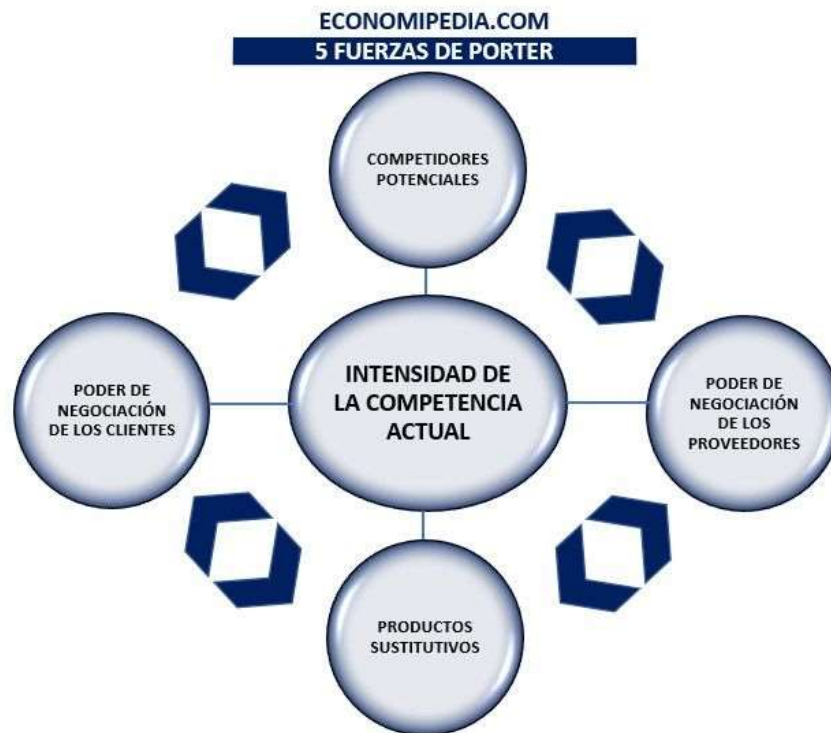 ECONOMIPEDIA.COM
5 FUERZAS DE PORTER
COMPETIDORES
POTENCIALES
INTENSIDAD DE
LA COMPETENCIA
ACTUAL
PODER DE
NEGOCIACIÓN
DE LOS CLIENTES
PODER DE
NEGOCIACIÓN
DE LOS
PROVEEDORES
PRODUCTOS
SUSTITUTIVOS